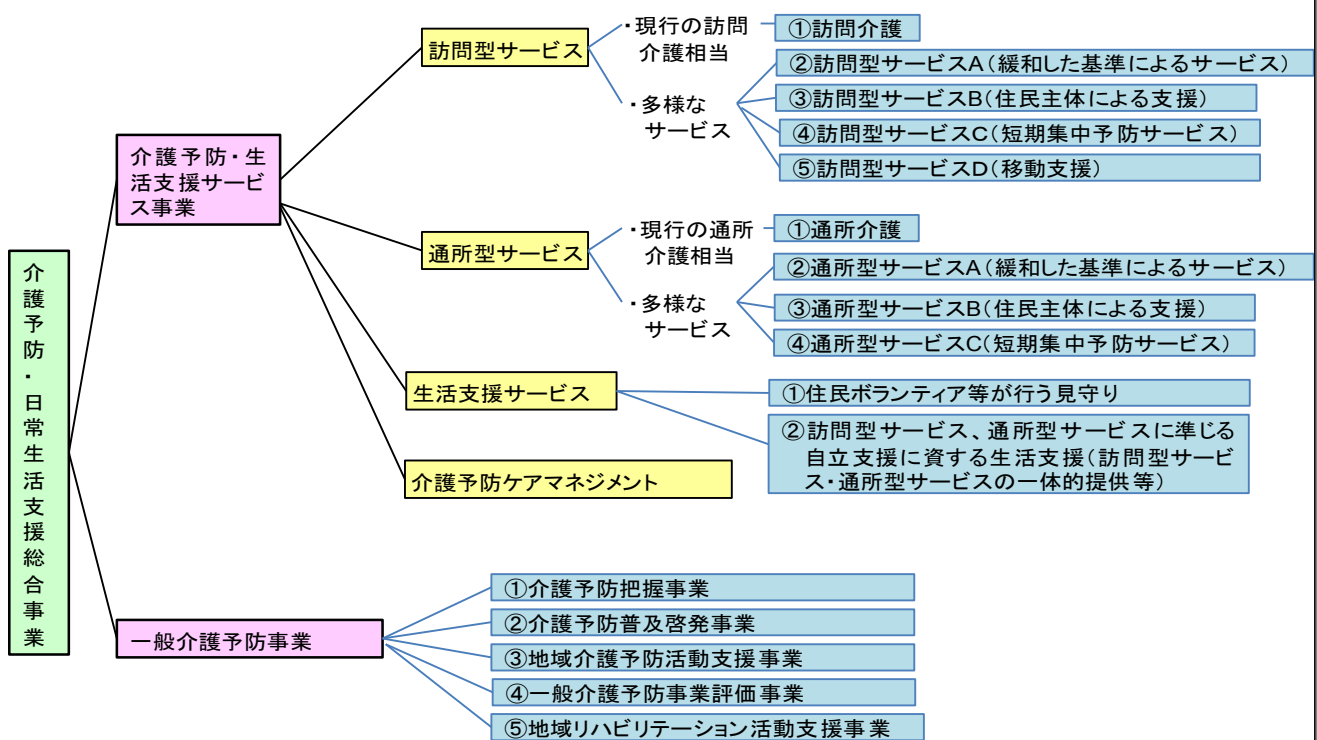 介護予防・日常生活支援総合事業
介護予防・生
活支援サービ
ス事業
訪問型サービス
・現行の訪問
介護相当
①訪問介護
・多様な
サービス
②訪問型サービスA(緩和した基準によるサービス)
③訪問型サービスB(住民主体による支援)
④訪問型サービスC(短期集中予防サービス)
⑤訪問型サービスD(移動支援)
通所型サービス
・現行の通所
介護相当
①通所介護
・多様な
サービス
②通所型サービスA(緩和した基準によるサービス)
③通所型サービスB(住民主体による支援)
④通所型サービスC(短期集中予防サービス)
生活支援サービス
①住民ボランティア等が行う見守り
②訪問型サービス、通所型サービスに準じる
自立支援に資する生活支援(訪問型サービ
ス・通所型サービスの一体的提供等)
介護予防ケアマネジメント
一般介護予防事業
①介護予防把握事業
②介護予防普及啓発事業
③地域介護予防活動支援事業
④一般介護予防事業評価事業
⑤地域リハビリテーション活動支援事業